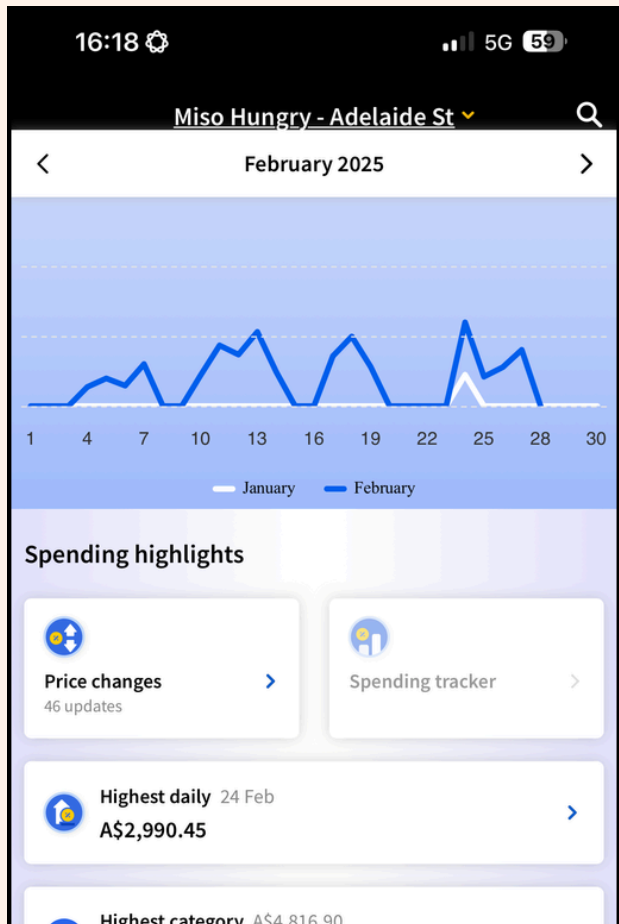 16:18 5G 59
Miso Hungry - Adelaide St
February 2025
1 4 7 10 13 16 19 22 25 28 30
January February
Spending highlights
Price changes
46 updates
Spending tracker
Highest daily 24 Feb
A$2,990.45
Highest category A$4,816.90